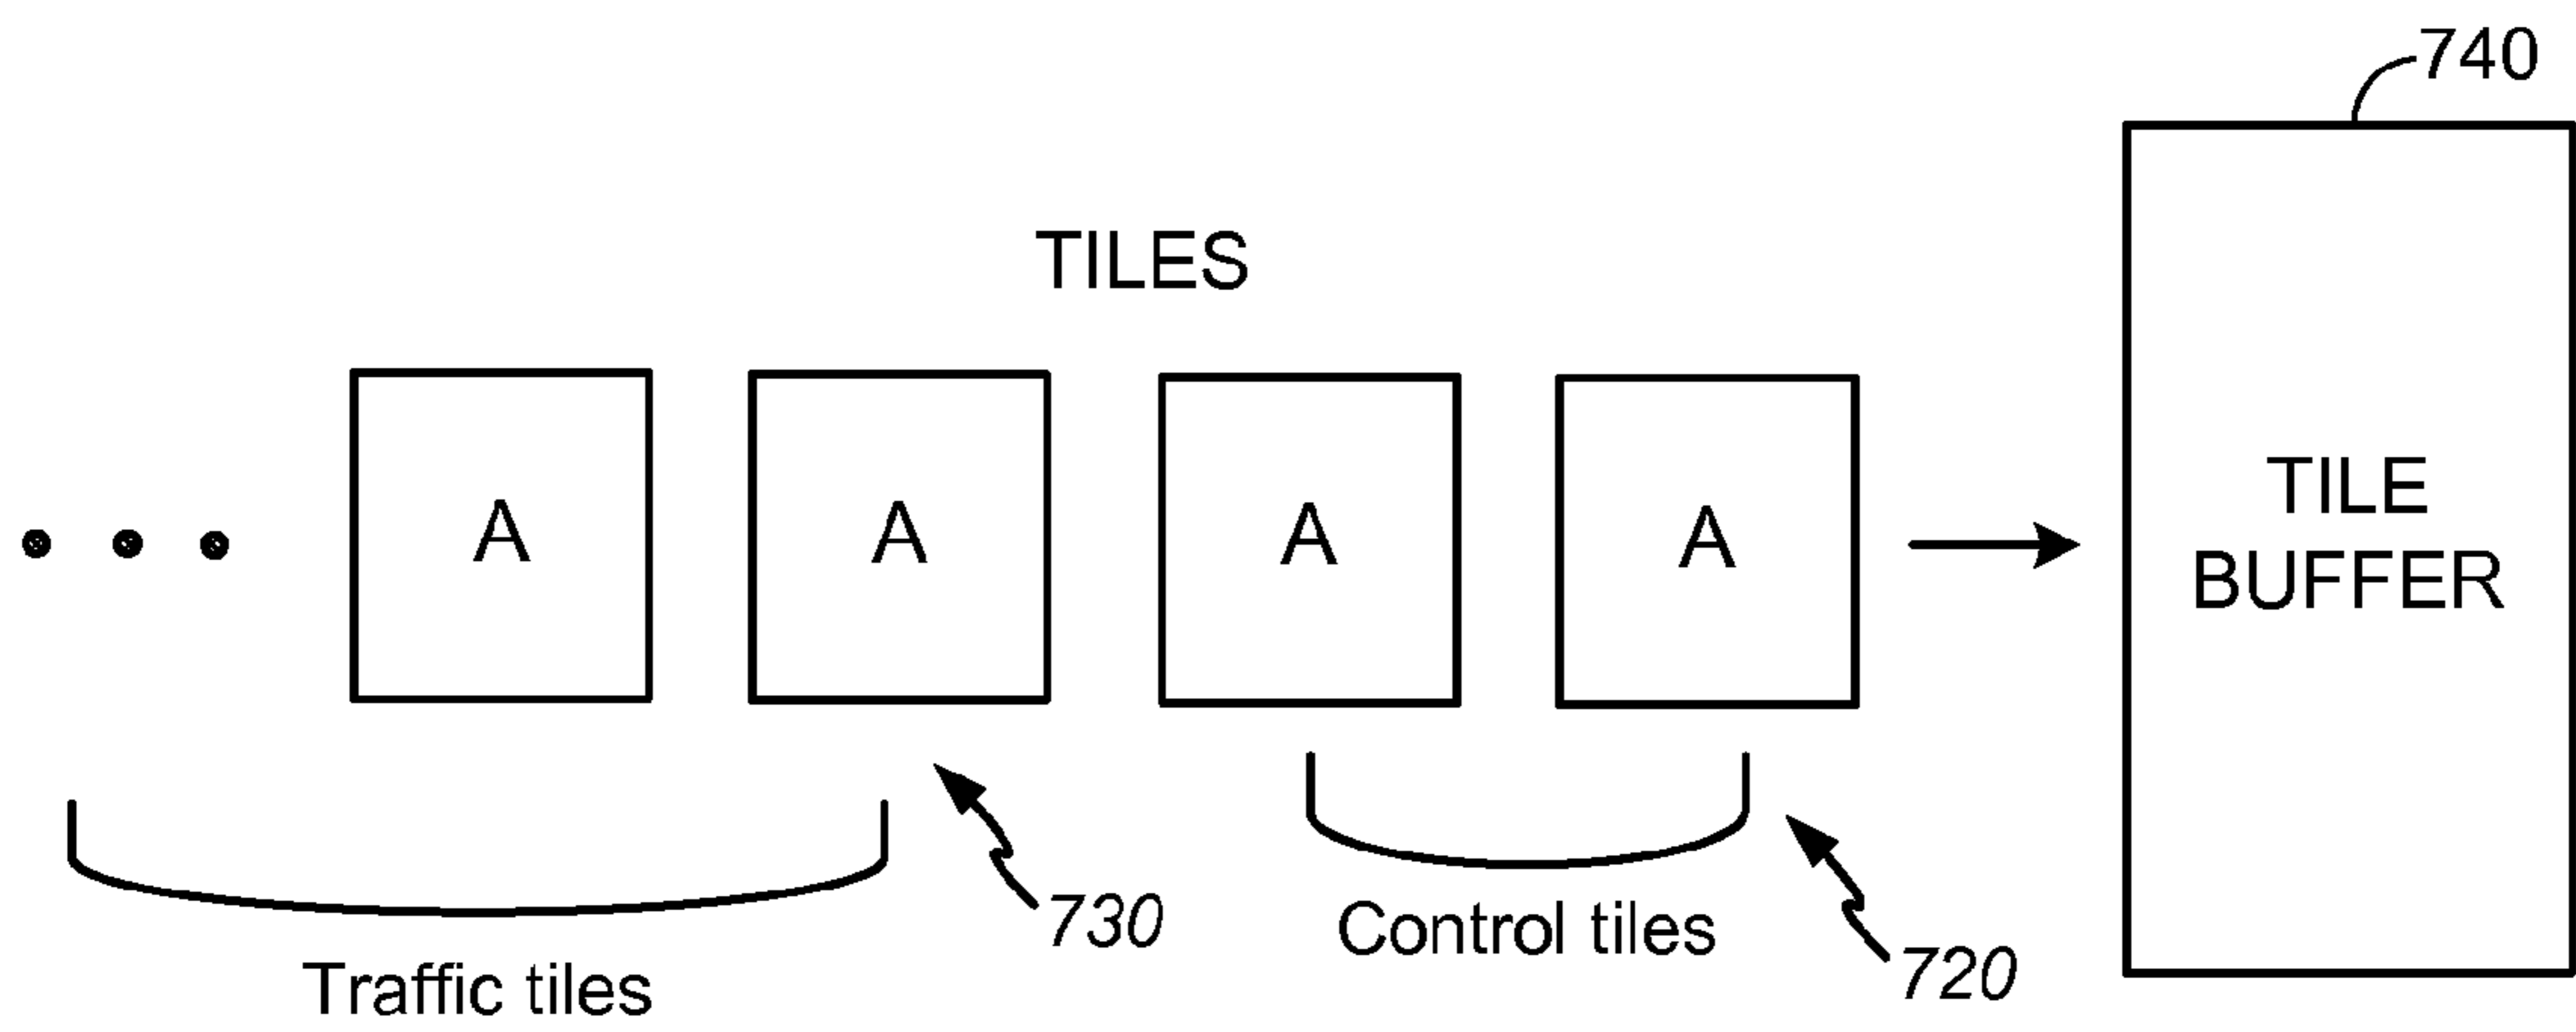 740
TILES
A
A
A
A
TILE
BUFFER
730
Control tiles
720
Traffic tiles